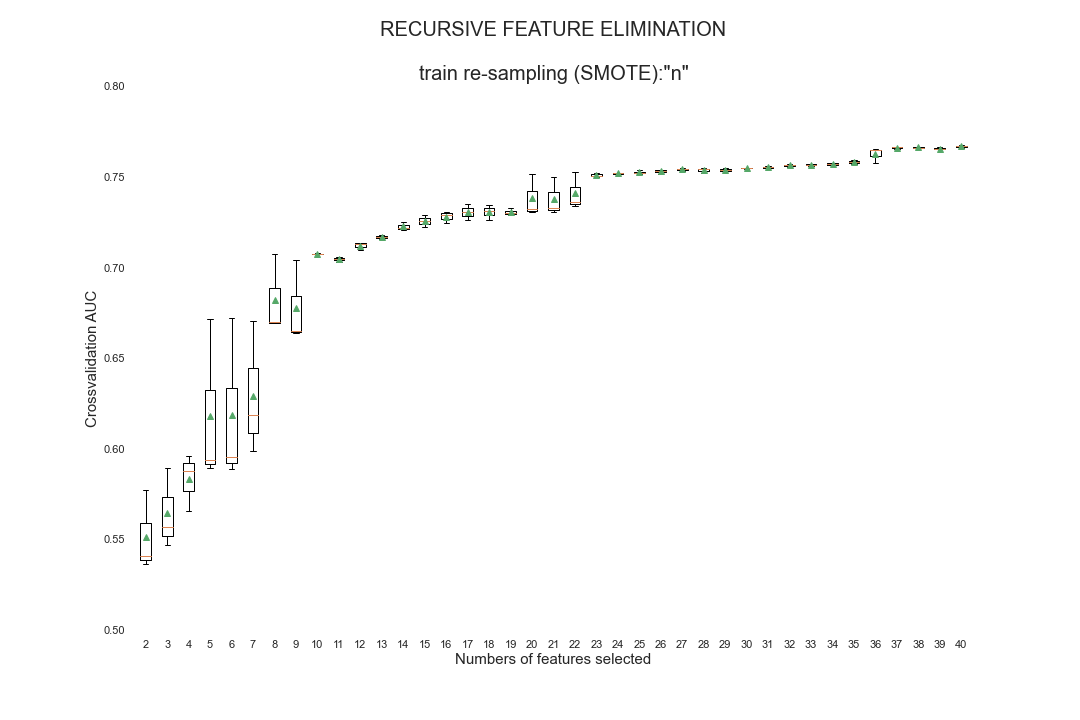 RECURSIVE FEATURE ELIMINATION
train re-sampling (SMOTE):"n"
0.80
0.75
0.70
0.65
0.60
0.55
0.50
Crossvalidation AUC
2 3 4 5 6 7 8 9 10 11 12 13 14 15 16 17 18 19 20 21 22 23 24 25 26 27 28 29 30 31 32 33 34 35 36 37 38 39 40
Numbers of features selected